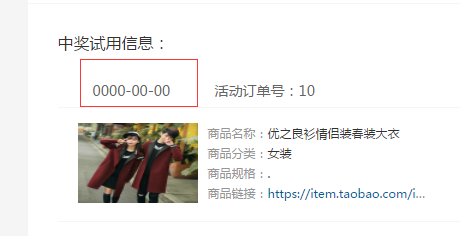 中奖试用信息：
0000-00-00 活动订单号：10
商品名称：优之良衫情侣装春装大衣
商品分类：女装
商品规格：.
商品链接：https://item.taobao.com/i...